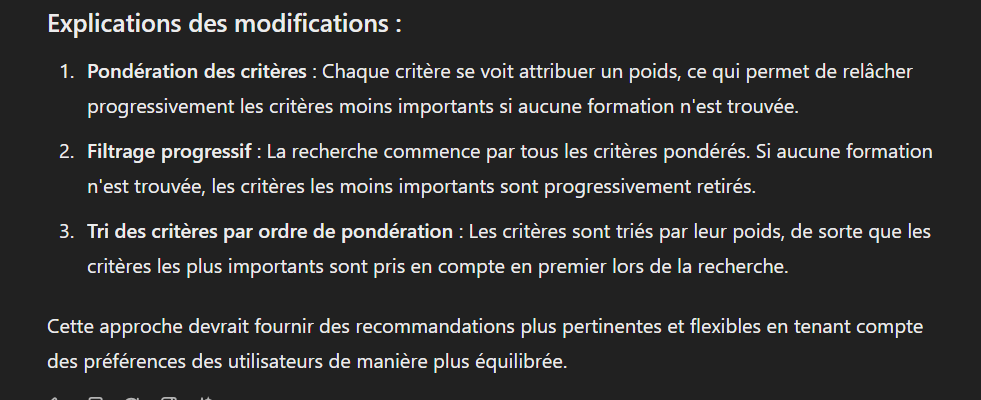 Explications des modifications :
1. Pondération des critères : Chaque critère se voit attribuer un poids, ce qui permet de relâcher
progressivement les critères moins importants si aucune formation n'est trouvée.
2. Filtrage progressif : La recherche commence par tous les critères pondérés. Si aucune formation
n'est trouvée, les critères les moins importants sont progressivement retirés.
3. Tri des critères par ordre de pondération : Les critères sont triés par leur poids, de sorte que les
critères les plus importants sont pris en compte en premier lors de la recherche.
Cette approche devrait fournir des recommandations plus pertinentes et flexibles en tenant compte
des préférences des utilisateurs de manière plus équilibrée.